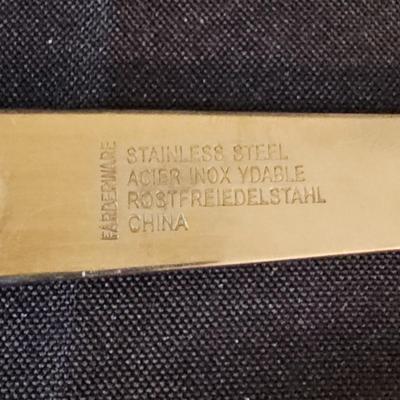 FARBERWARE
STAINLESS STEEL
ACIER INOX YDABLE
ROSTFREIEDELSTAHL
CHINA